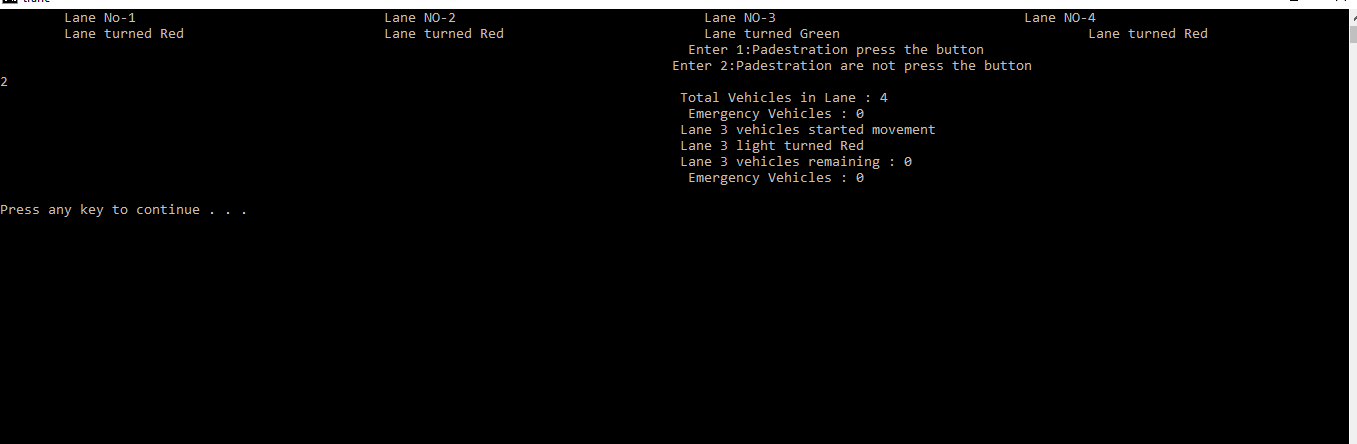 Lane No-1 Lane NO-2 Lane NO-3 Lane NO-4
Lane turned Red Lane turned Red Lane turned Green Lane turned Red
Enter 1:Padestration press the button
Enter 2:Padestration are not press the button
2
Total Vehicles in Lane : 4
Emergency Vehicles : 0
Lane 3 vehicles started movement
Lane 3 light turned Red
Lane 3 vehicles remaining : 0
Emergency Vehicles : 0
Press any key to continue . . .